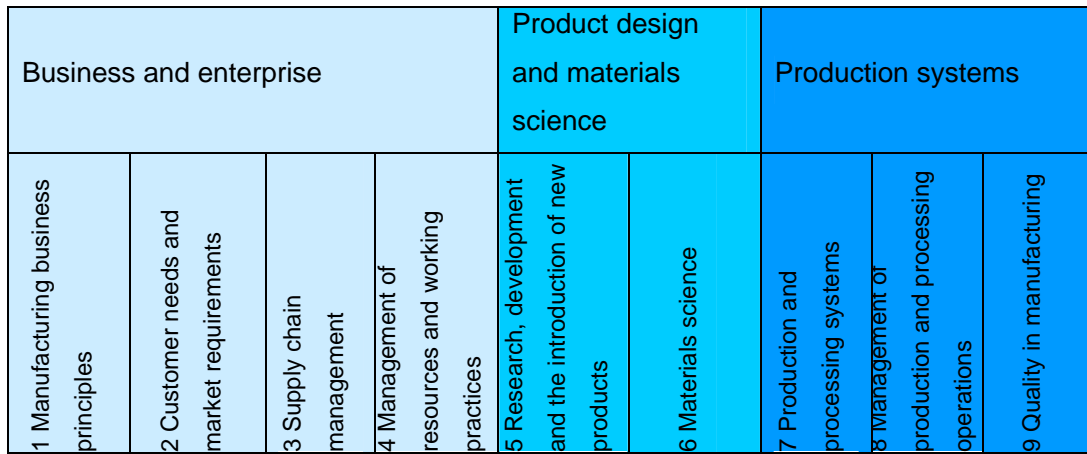 Business and enterprise
Product design
and materials
science
Production systems
1 Manufacturing business
principles
2 Customer needs and
market requirements
3 Supply chain
management
4 Management of
resources and working
practices
5 Research, development
and the introduction of new
products
6 Materials science
7 Production and
processing systems
8 Management of
production and processing
operations
9 Quality in manufacturing